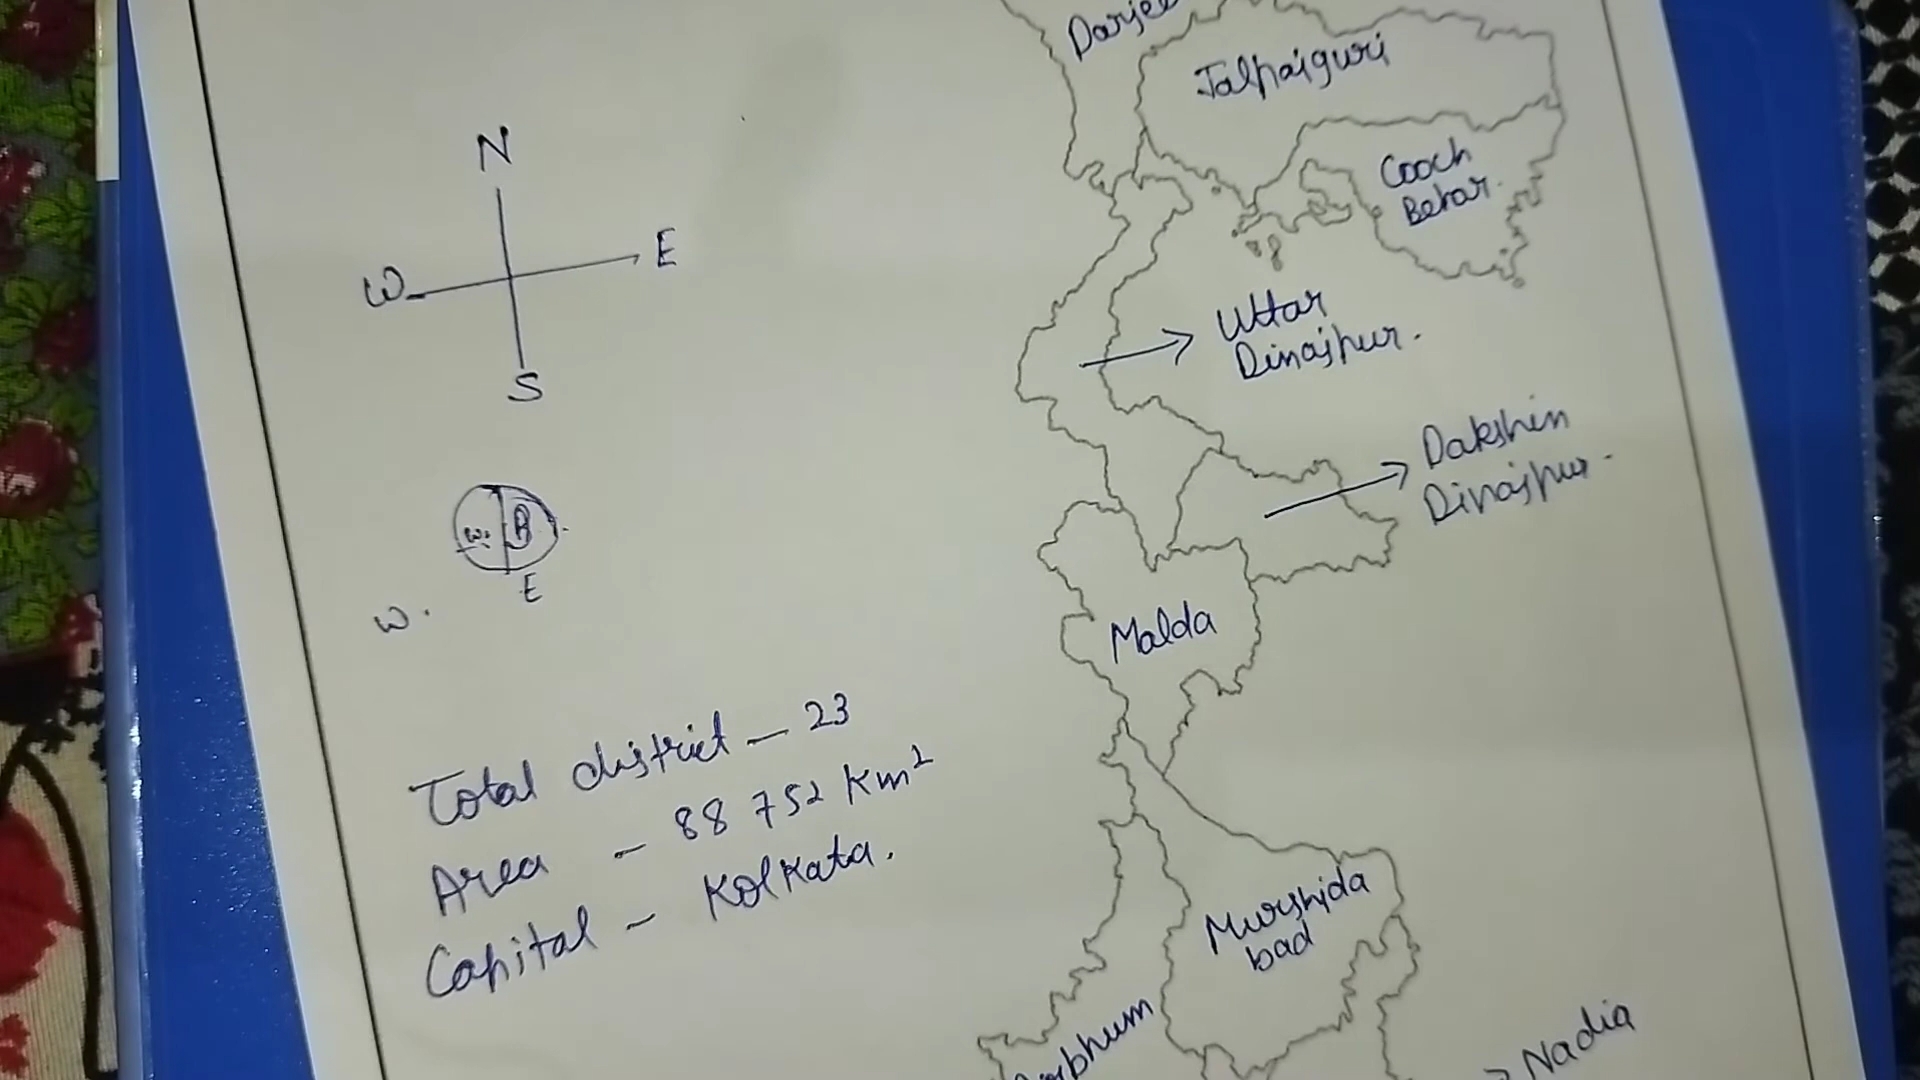 Darjee
Jalpaiguri
N
Cooch
Behar.
W
E
Uttar
Dinajpur.
S
Dakshin
Dinajpur.
W.
B
E
W.
Malda
Total district - 23
Area - 88 752 Km²
Capital - Kolkata.
Murshida
bad
irbhum
Nadia